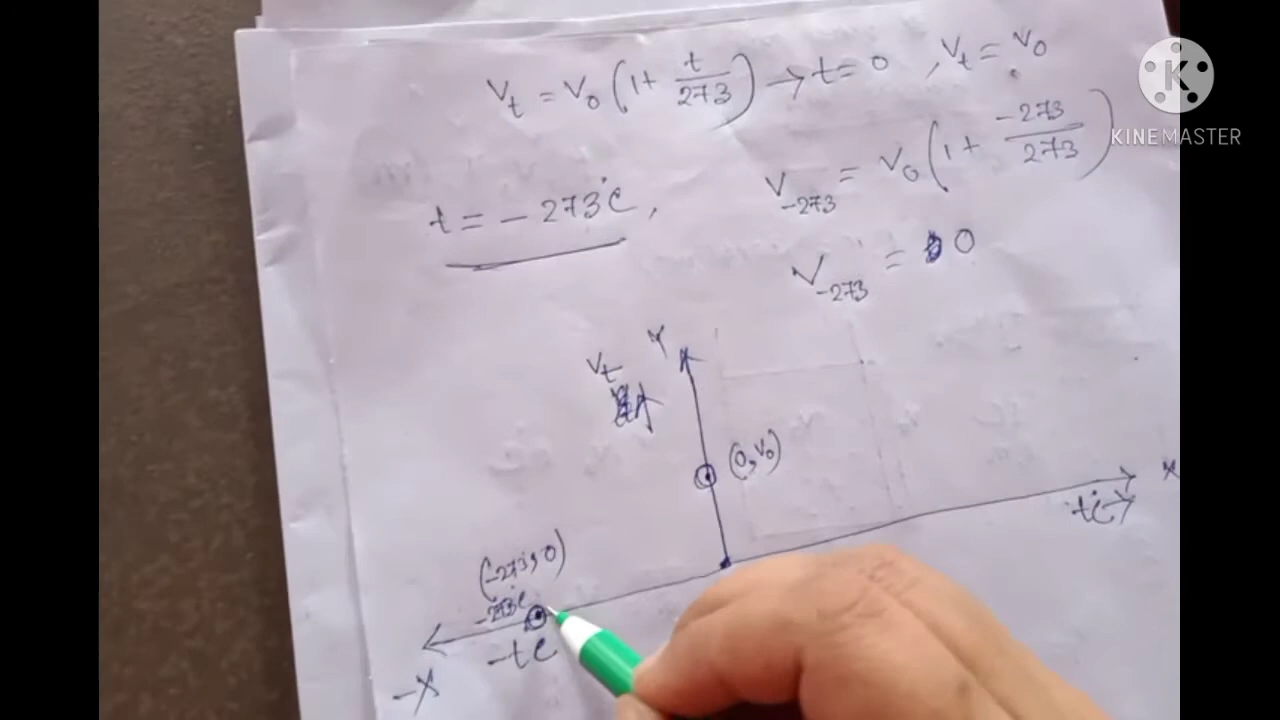 Vt = V0 (1 + t/273) → t = 0 , Vt = V0
V-273 = V0 (1 + -273/273)
t = -273°C ,
V-273 = 0
Y
Vt
(0, V0)
X
t°C →
(-273, 0)
-273°C
-t°C
-X
K
KINEMASTER